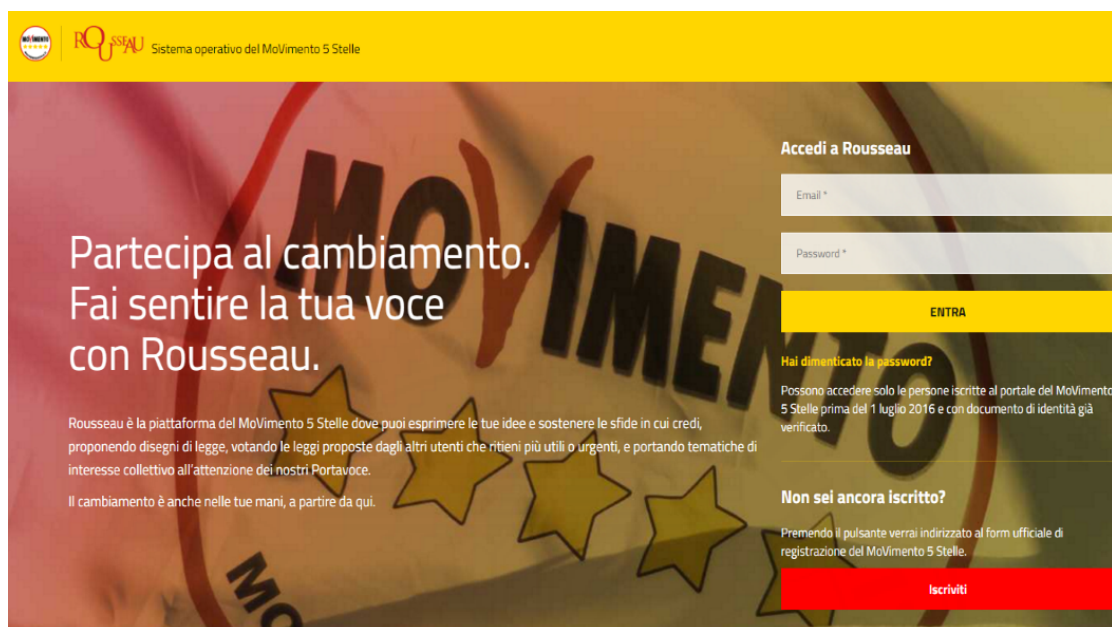 MOVIMENTO
ROUSSEAU
Sistema operativo del MoVimento 5 Stelle
MOVIMENTO
Partecipa al cambiamento.
Fai sentire la tua voce
con Rousseau.
Rousseau è la piattaforma del MoVimento 5 Stelle dove puoi esprimere le tue idee e sostenere le sfide in cui credi,
proponendo disegni di legge, votando le leggi proposte dagli altri utenti che ritieni più utili o urgenti, e portando tematiche di
interesse collettivo all'attenzione dei nostri Portavoce.
Il cambiamento è anche nelle tue mani, a partire da qui.
MO
Accedi a Rousseau
Email *
Password *
ENTRA
Hai dimenticato la password?
Possono accedere solo le persone iscritte al portale del MoVimento
5 Stelle prima del 1 luglio 2016 e con documento di identità già
verificato.
Non sei ancora iscritto?
Premendo il pulsante verrai indirizzato al form ufficiale di
registrazione del MoVimento 5 Stelle.
Iscriviti